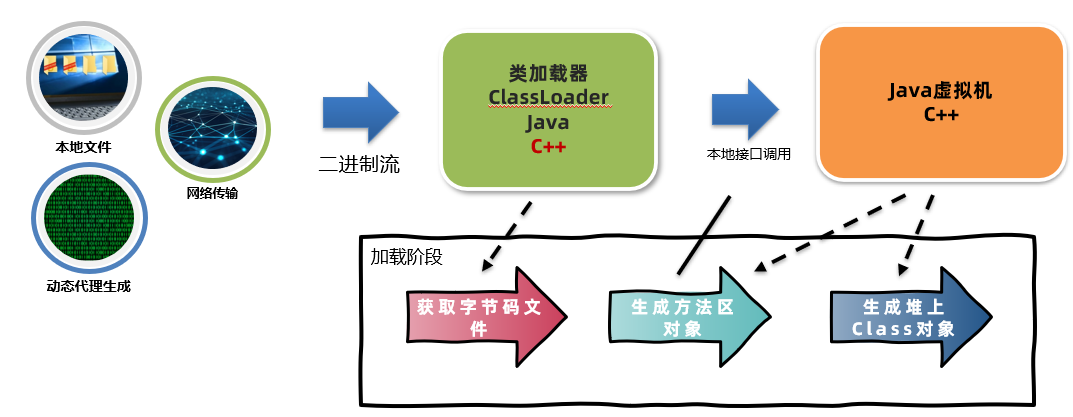 本地文件
网络传输
动态代理生成
二进制流
类加载器
ClassLoader
Java
C++
本地接口调用
Java虚拟机
C++
加载阶段
获取字节码文
件
生成方法区
对象
生成堆上
Class对象